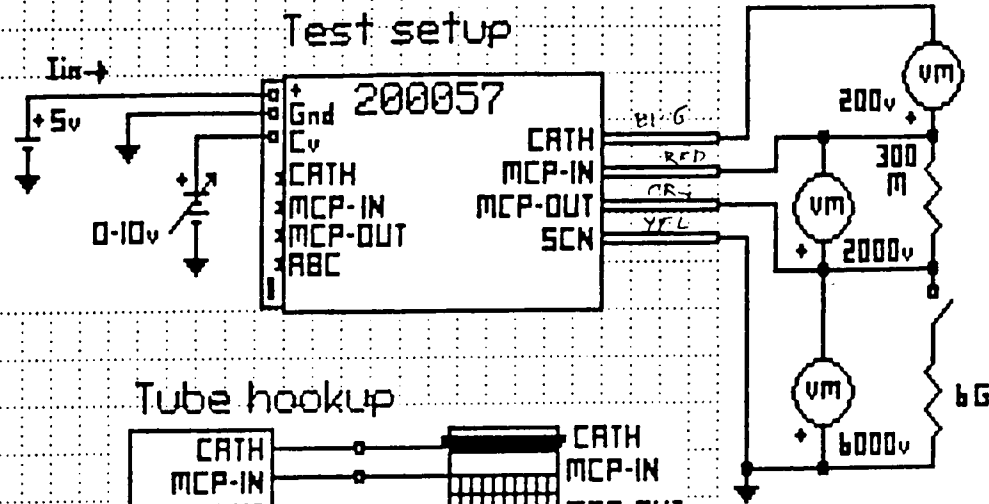 Test setup
Iin→
+ 5v
0-10v
200057
+
Gnd
Cv
CATH
MCP-IN
MCP-OUT
ABC
CATH
MCP-IN
MCP-OUT
SCN
RED
GRY
YEL
VM
200v
+
300
M
VM
+
2000v
VM
+
6000v
6G
Tube hookup
CATH
MCP-IN
CATH
MCP-IN